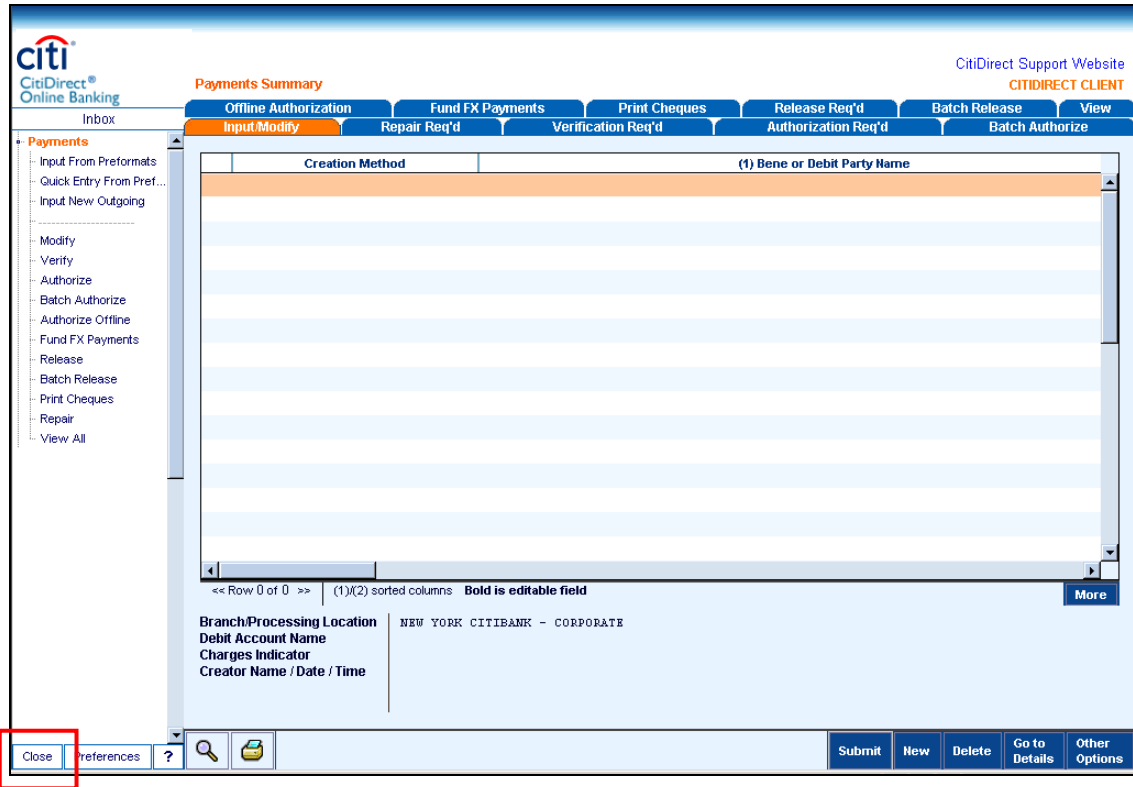 citi
CitiDirect®
Online Banking
Inbox
Payments
Input From Preformats
Quick Entry From Pref...
Input New Outgoing
Modify
Verify
Authorize
Batch Authorize
Authorize Offline
Fund FX Payments
Release
Batch Release
Print Cheques
Repair
View All
CitiDirect Support Website
Payments Summary
CITIDIRECT CLIENT
Offline Authorization Fund FX Payments Print Cheques Release Req'd Batch Release View
Input/Modify Repair Req'd Verification Req'd Authorization Req'd Batch Authorize
Creation Method (1) Bene or Debit Party Name
<< Row 0 of 0 >> (1)/(2) sorted columns Bold is editable field More
Branch/Processing Location NEW YORK CITIBANK - CORPORATE
Debit Account Name
Charges Indicator
Creator Name / Date / Time
Close Preferences ? Submit New Delete Go to Details Other Options